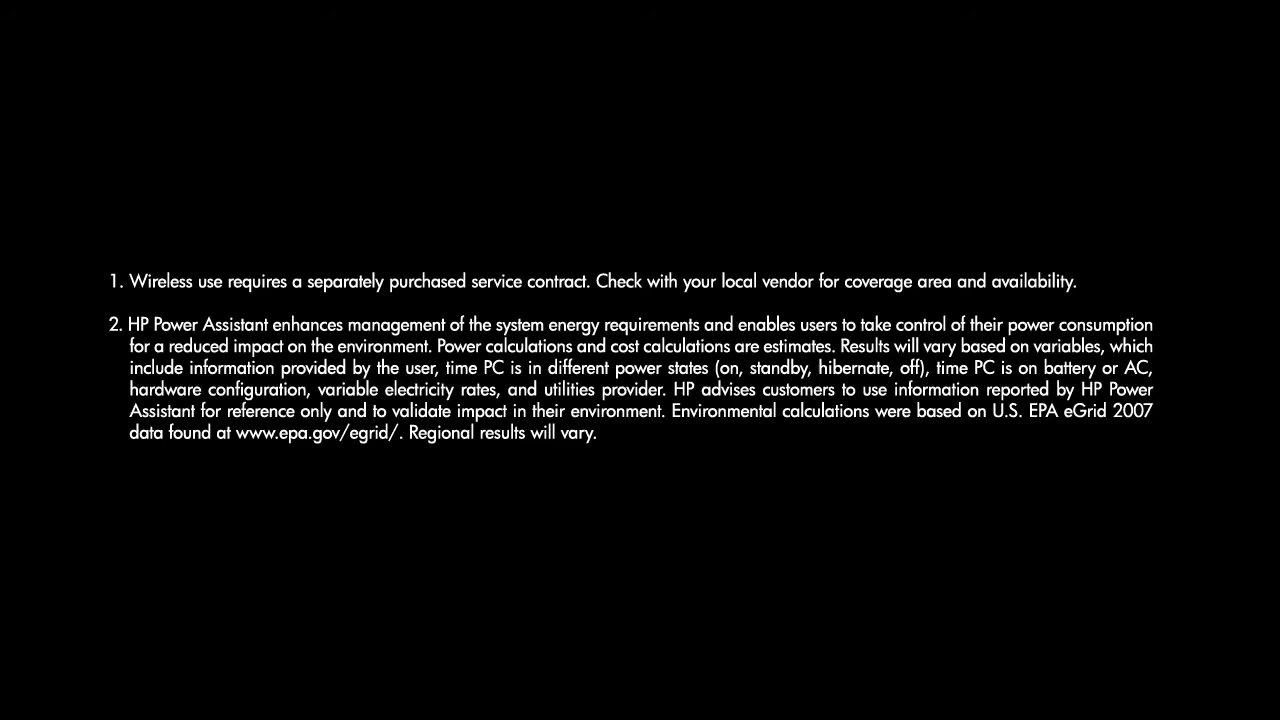 1. Wireless use requires a separately purchased service contract. Check with your local vendor for coverage area and availability.
2. HP Power Assistant enhances management of the system energy requirements and enables users to take control of their power consumption
for a reduced impact on the environment. Power calculations and cost calculations are estimates. Results will vary based on variables, which
include information provided by the user, time PC is in different power states (on, standby, hibernate, off), time PC is on battery or AC,
hardware configuration, variable electricity rates, and utilities provider. HP advises customers to use information reported by HP Power
Assistant for reference only and to validate impact in their environment. Environmental calculations were based on U.S. EPA eGrid 2007
data found at www.epa.gov/egrid/. Regional results will vary.